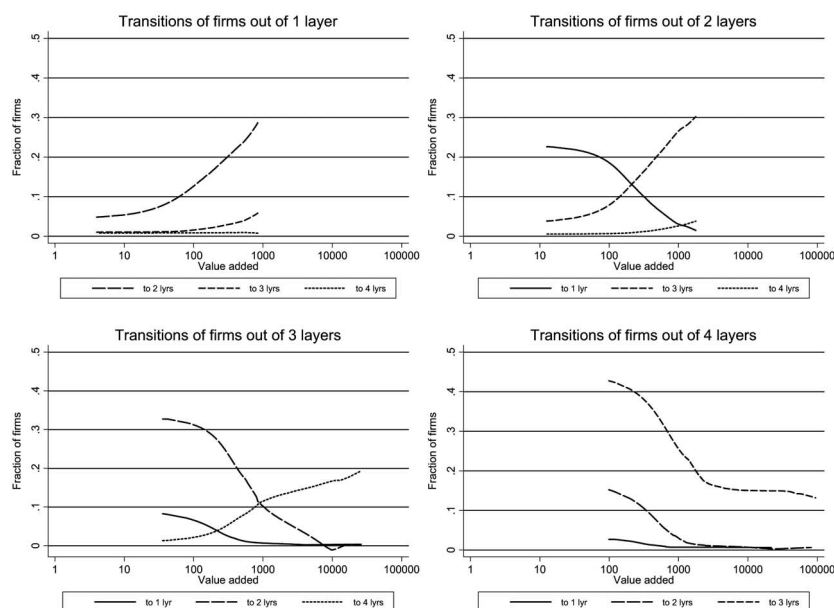 Transitions of firms out of 1 layer
Fraction of firms
.5
.4
.3
.2
.1
0
1 10 100 1000 10000 100000
Value added
to 2 lyrs to 3 lyrs to 4 lyrs
Transitions of firms out of 2 layers
Fraction of firms
.5
.4
.3
.2
.1
0
1 10 100 1000 10000 100000
Value added
to 1 lyr to 3 lyrs to 4 lyrs
Transitions of firms out of 3 layers
Fraction of firms
.5
.4
.3
.2
.1
0
1 10 100 1000 10000 100000
Value added
to 1 lyr to 2 lyrs to 4 lyrs
Transitions of firms out of 4 layers
Fraction of firms
.5
.4
.3
.2
.1
0
1 10 100 1000 10000 100000
Value added
to 1 lyr to 2 lyrs to 3 lyrs